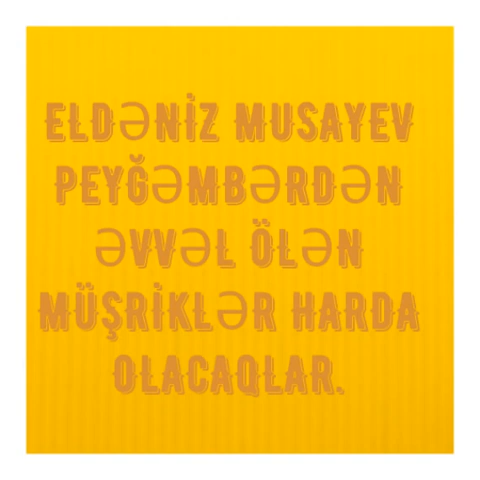 ELDƏNİZ MUSAYEV
PEYĞƏMBƏRDƏN
ƏVVƏL ÖLƏN
MÜŞRİKLƏR HARDA
OLACAQLAR.